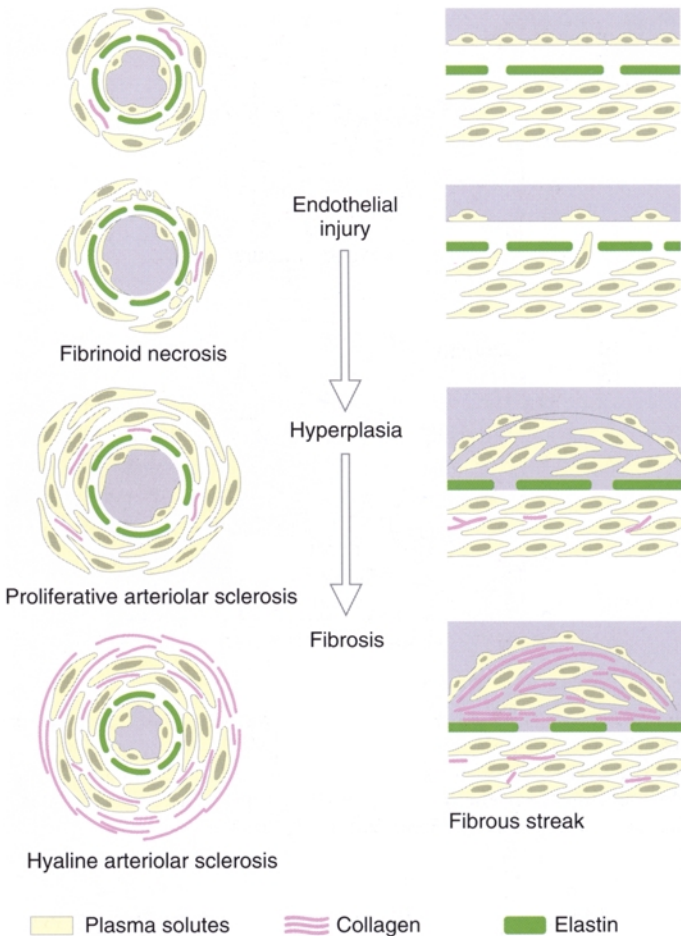 Endothelial
injury
Fibrinoid necrosis
Hyperplasia
Proliferative arteriolar sclerosis
Fibrosis
Fibrous streak
Hyaline arteriolar sclerosis
Plasma solutes
Collagen
Elastin